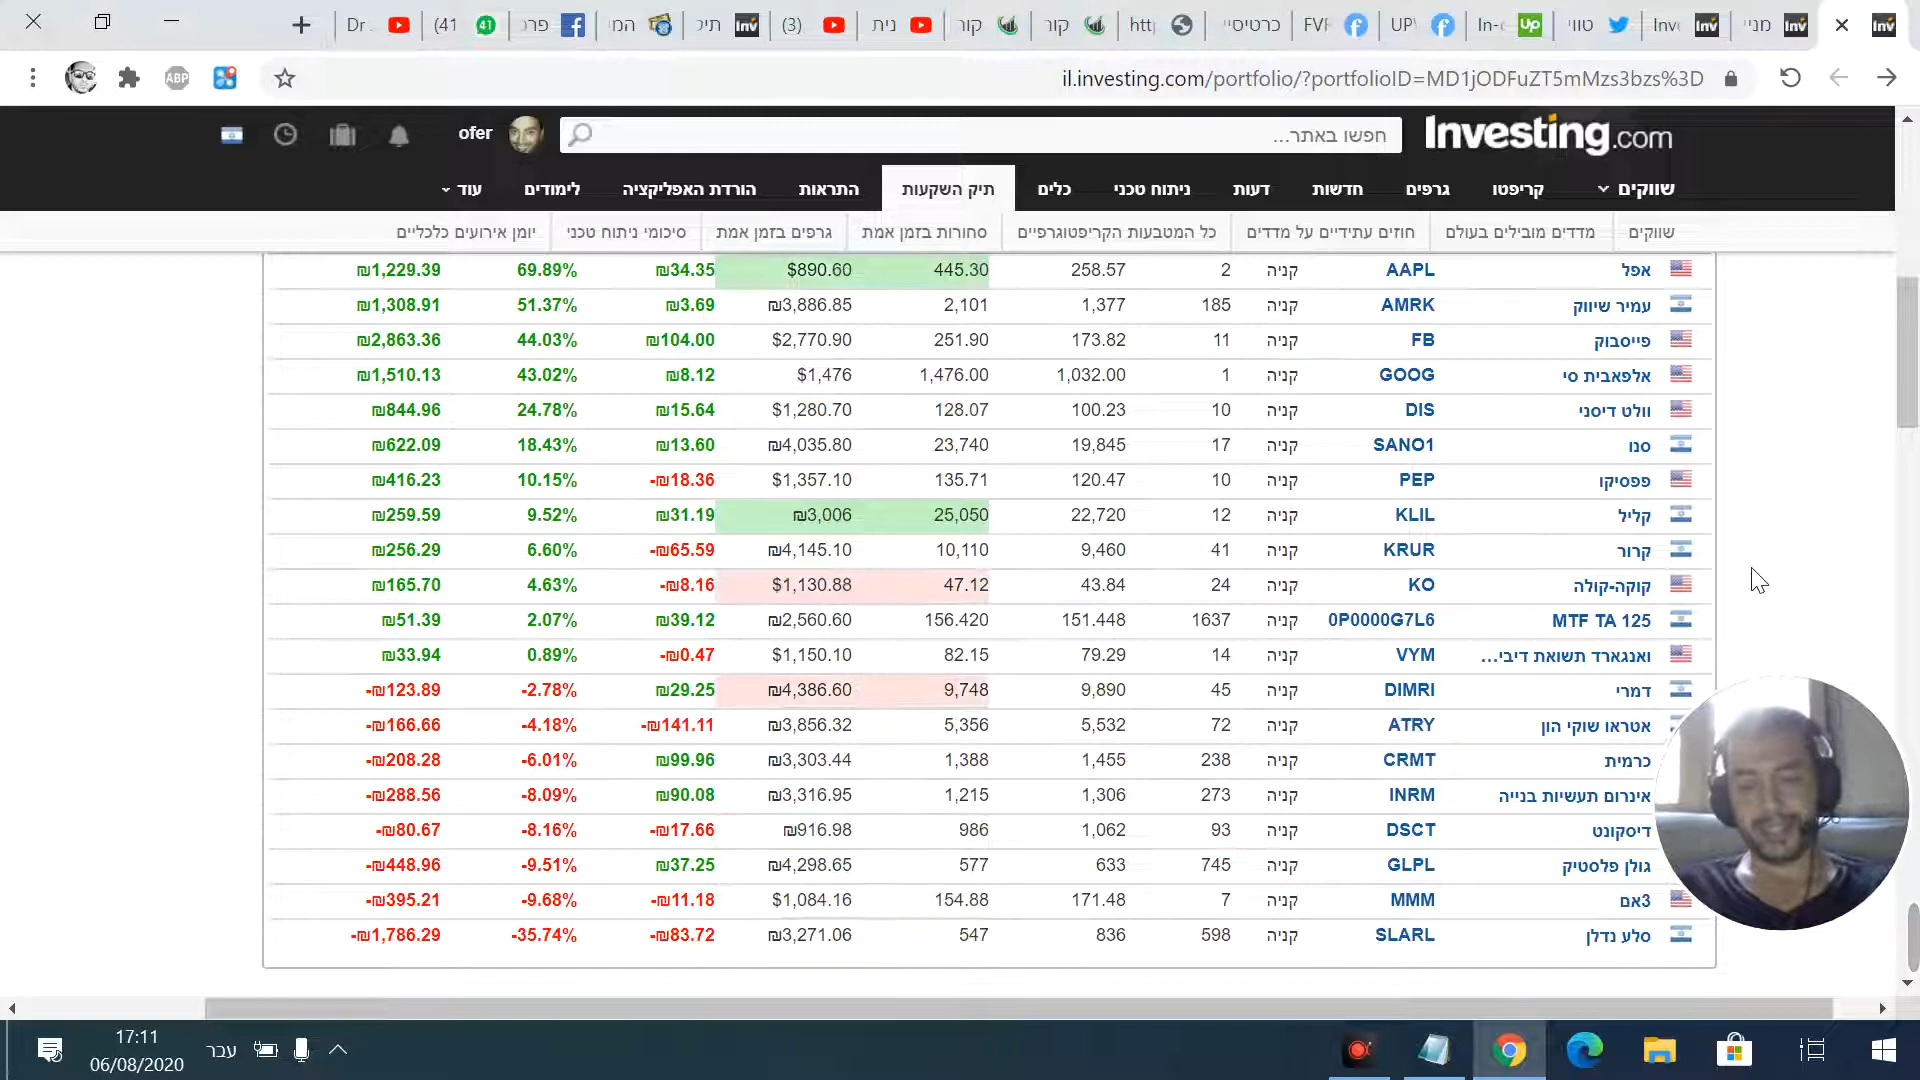 Dr
(41
פרנ
המו
תיק
(3)
נית
קור
קור
http
כרטיסיי
FVF
UPV
In-
טווי
Inve
מניי
il.investing.com/portfolio/?portfolioID=MD1jODFuZT5mMzs3bzs%3D
Investing.com
חפשו באתר...
ofer
שווקים
קריפטו
גרפים
חדשות
דעות
ניתוח טכני
כלים
תיק השקעות
התראות
הורדת האפליקציה
לימודים
עוד
שווקים
מדדים מובילים בעולם
חוזים עתידיים על מדדים
כל המטבעות הקריפטוגרפיים
סחורות בזמן אמת
גרפים בזמן אמת
סיכומי ניתוח טכני
יומן אירועים כלכליים
אפל AAPL קניה 2 258.57 445.30 $890.60 ₪34.35 69.89% ₪1,229.39
עמיר שיווק AMRK קניה 185 1,377 2,101 ₪3,886.85 ₪3.69 51.37% ₪1,308.91
פייסבוק FB קניה 11 173.82 251.90 $2,770.90 ₪104.00 44.03% ₪2,863.36
אלפאבית סי GOOG קניה 1 1,032.00 1,476.00 $1,476 ₪8.12 43.02% ₪1,510.13
וולט דיסני DIS קניה 10 100.23 128.07 $1,280.70 ₪15.64 24.78% ₪844.96
סנו SANO1 קניה 17 19,845 23,740 ₪4,035.80 ₪13.60 18.43% ₪622.09
פפסיקו PEP קניה 10 120.47 135.71 $1,357.10 -₪18.36 10.15% ₪416.23
קליל KLIL קניה 12 22,720 25,050 ₪3,006 ₪31.19 9.52% ₪259.59
קרור KRUR קניה 41 9,460 10,110 ₪4,145.10 -₪65.59 6.60% ₪256.29
קוקה-קולה KO קניה 24 43.84 47.12 $1,130.88 -₪8.16 4.63% ₪165.70
MTF TA 125 0P0000G7L6 קניה 1637 151.448 156.420 ₪2,560.60 ₪39.12 2.07% ₪51.39
ואנגארד תשואת דיבי... VYM קניה 14 79.29 82.15 $1,150.10 -₪0.47 0.89% ₪33.94
דמרי DIMRI קניה 45 9,890 9,748 ₪4,386.60 ₪29.25 -2.78% -₪123.89
אטראו שוקי הון ATRY קניה 72 5,532 5,356 ₪3,856.32 -₪141.11 -4.18% -₪166.66
כרמית CRMT קניה 238 1,455 1,388 ₪3,303.44 ₪99.96 -6.01% -₪208.28
אינרום תעשיות בנייה INRM קניה 273 1,306 1,215 ₪3,316.95 ₪90.08 -8.09% -₪288.56
דיסקונט DSCT קניה 93 1,062 986 ₪916.98 -₪17.66 -8.16% -₪80.67
גולן פלסטיק GLPL קניה 745 633 577 ₪4,298.65 ₪37.25 -9.51% -₪448.96
3אם MMM קניה 7 171.48 154.88 $1,084.16 -₪11.18 -9.68% -₪395.21
סלע נדלן SLARL קניה 598 836 547 ₪3,271.06 -₪83.72 -35.74% -₪1,786.29
עבר
17:11
06/08/2020